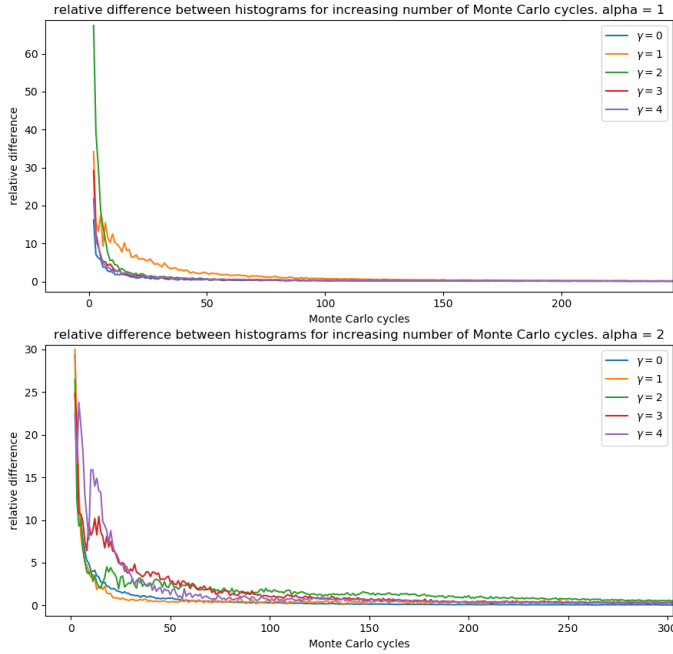 relative difference between histograms for increasing number of Monte Carlo cycles. alpha = 1
relative difference
60
50
40
30
20
10
0
γ = 0
γ = 1
γ = 2
γ = 3
γ = 4
0 50 100 150 200
Monte Carlo cycles
relative difference between histograms for increasing number of Monte Carlo cycles. alpha = 2
relative difference
30
25
20
15
10
5
0
γ = 0
γ = 1
γ = 2
γ = 3
γ = 4
0 50 100 150 200 250 300
Monte Carlo cycles